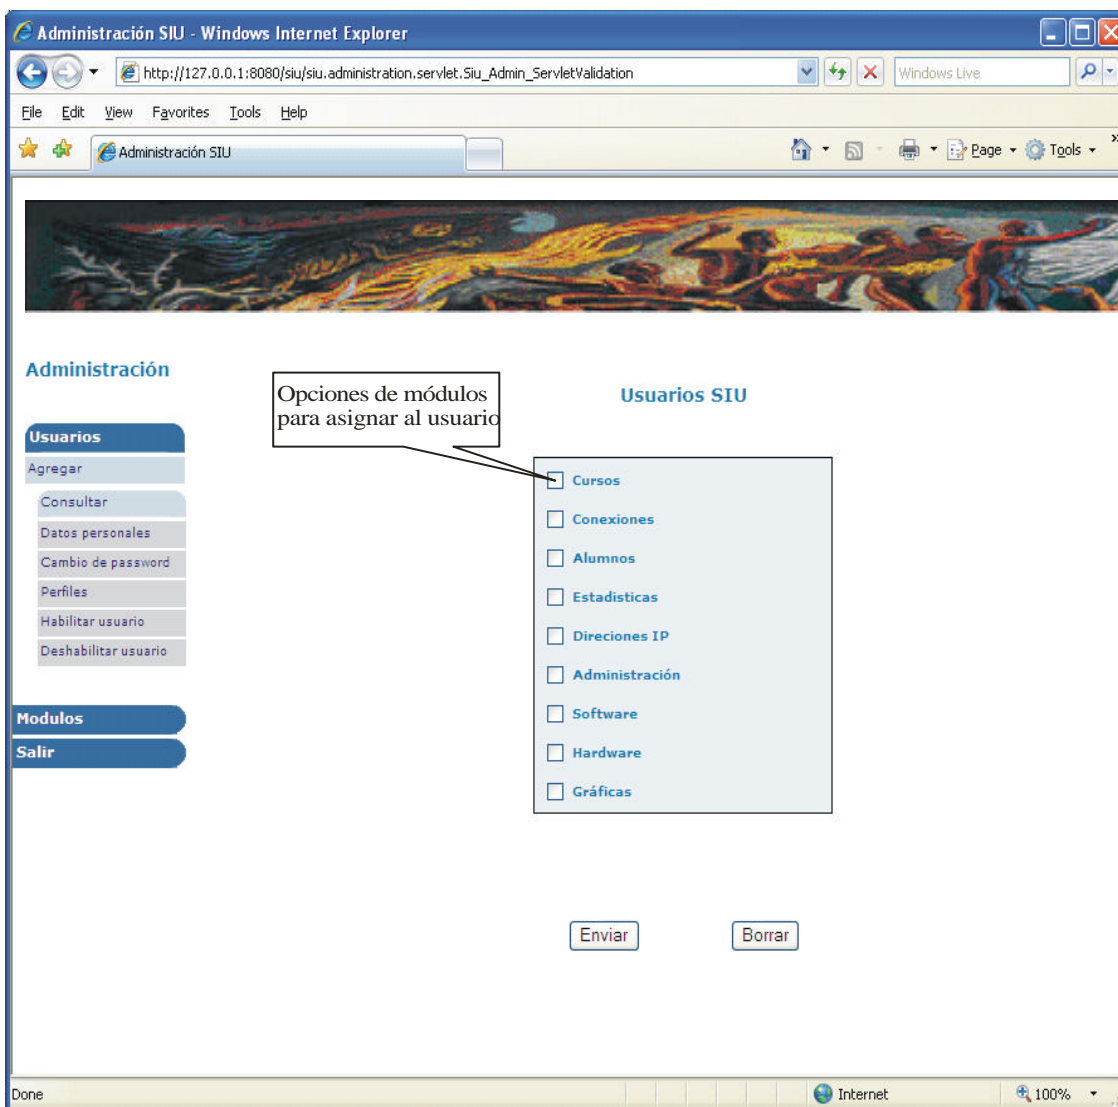 Administración SIU - Windows Internet Explorer
http://127.0.0.1:8080/siu/siu.administration.servlet.Siu_Admin_ServletValidation
Windows Live
File Edit View Favorites Tools Help
Administración SIU
Page Tools »
Administración
Opciones de módulos
para asignar al usuario
Usuarios SIU
Usuarios
Agregar
Consultar
Datos personales
Cambio de password
Perfiles
Habilitar usuario
Deshabilitar usuario
Modulos
Salir
Cursos
Conexiones
Alumnos
Estadisticas
Direciones IP
Administración
Software
Hardware
Gráficas
Enviar Borrar
Done Internet 100%